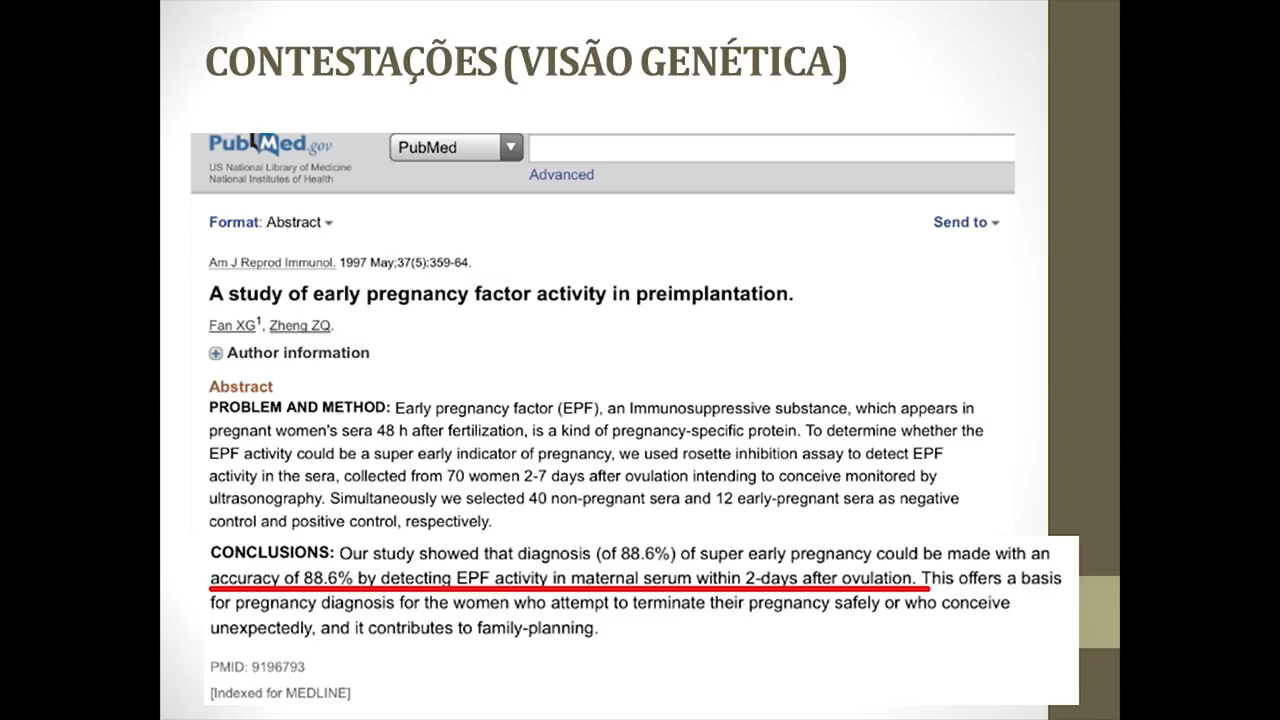 CONTESTAÇÕES (VISÃO GENÉTICA)
PubMed.gov
US National Library of Medicine
National Institutes of Health
PubMed
Advanced
Format: Abstract
Send to
Am J Reprod Immunol. 1997 May;37(5):359-64.
A study of early pregnancy factor activity in preimplantation.
Fan XG1, Zheng ZQ.
Author information
Abstract
PROBLEM AND METHOD: Early pregnancy factor (EPF), an Immunosuppressive substance, which appears in
pregnant women's sera 48 h after fertilization, is a kind of pregnancy-specific protein. To determine whether the
EPF activity could be a super early indicator of pregnancy, we used rosette inhibition assay to detect EPF
activity in the sera, collected from 70 women 2-7 days after ovulation intending to conceive monitored by
ultrasonography. Simultaneously we selected 40 non-pregnant sera and 12 early-pregnant sera as negative
control and positive control, respectively.
CONCLUSIONS: Our study showed that diagnosis (of 88.6%) of super early pregnancy could be made with an
accuracy of 88.6% by detecting EPF activity in maternal serum within 2-days after ovulation. This offers a basis
for pregnancy diagnosis for the women who attempt to terminate their pregnancy safely or who conceive
unexpectedly, and it contributes to family-planning.
PMID: 9196793
[Indexed for MEDLINE]